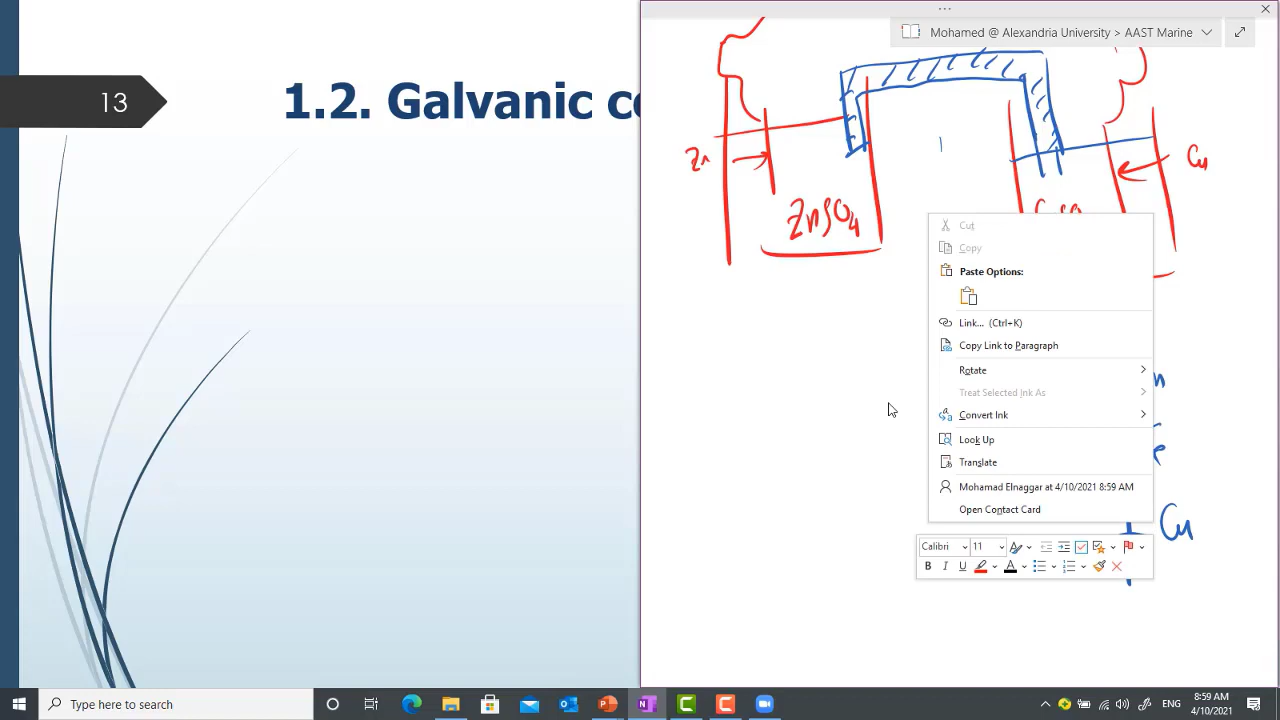 Mohamed @ Alexandria University > AAST Marine
13
1.2. Galvanic ce
Zn
Cu
ZnSO4
Cut
Copy
Paste Options:
Link... (Ctrl+K)
Copy Link to Paragraph
Rotate
Treat Selected Ink As
Convert Ink
Look Up
Translate
Mohamad Elnaggar at 4/10/2021 8:59 AM
Open Contact Card
Cu
Calibri
11
B I U A
Type here to search
8:59 AM
4/10/2021